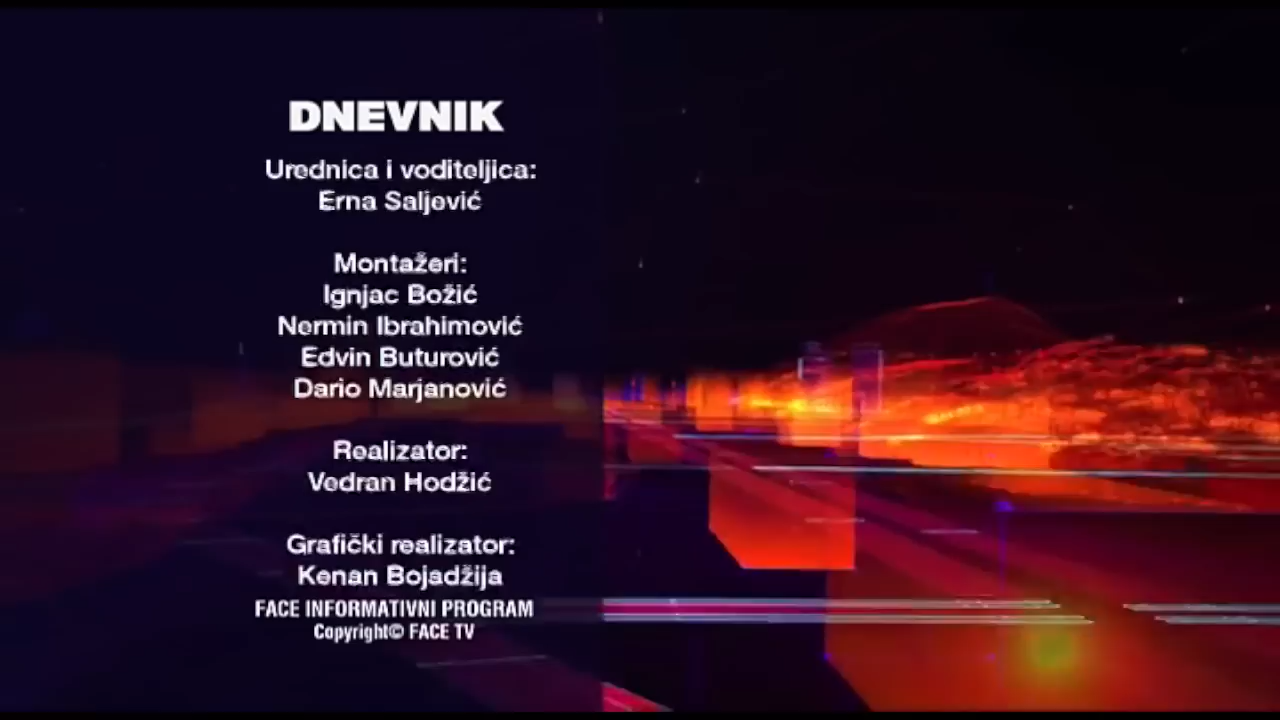 DNEVNIK
Urednica i voditeljica:
Erna Saljević
Montažeri:
Ignjac Božić
Nermin Ibrahimović
Edvin Buturović
Dario Marjanović
Realizator:
Vedran Hodžić
Grafički realizator:
Kenan Bojadžija
FACE INFORMATIVNI PROGRAM
Copyright© FACE TV